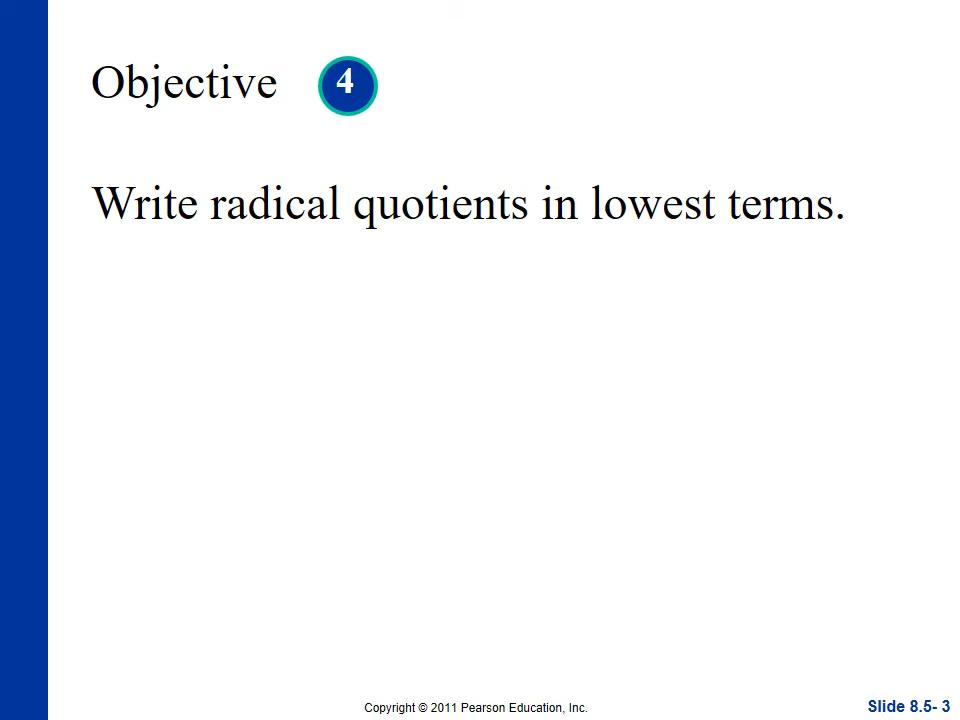 Objective 4
Write radical quotients in lowest terms.
Copyright © 2011 Pearson Education, Inc.
Slide 8.5- 3